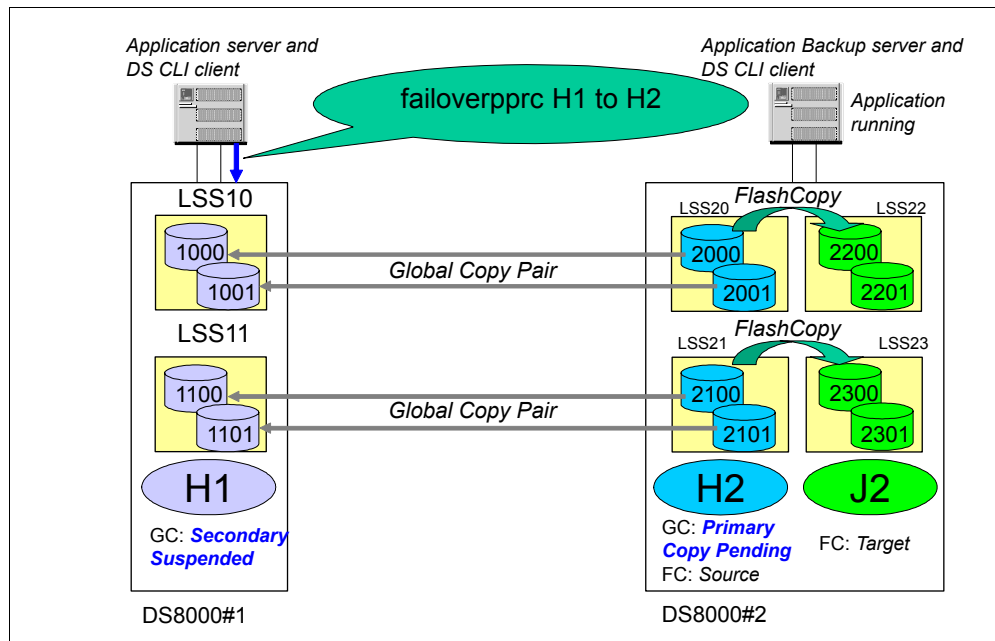 Application server and
DS CLI client
Application Backup server and
DS CLI client
Application
running
failoverpprc H1 to H2
LSS10
1000
1001
LSS11
1100
1101
H1
GC: Secondary
Suspended
DS8000#1
Global Copy Pair
Global Copy Pair
FlashCopy
LSS20
LSS22
2000
2001
2200
2201
FlashCopy
LSS21
LSS23
2100
2101
2300
2301
H2
J2
GC: Primary
Copy Pending
FC: Source
FC: Target
DS8000#2